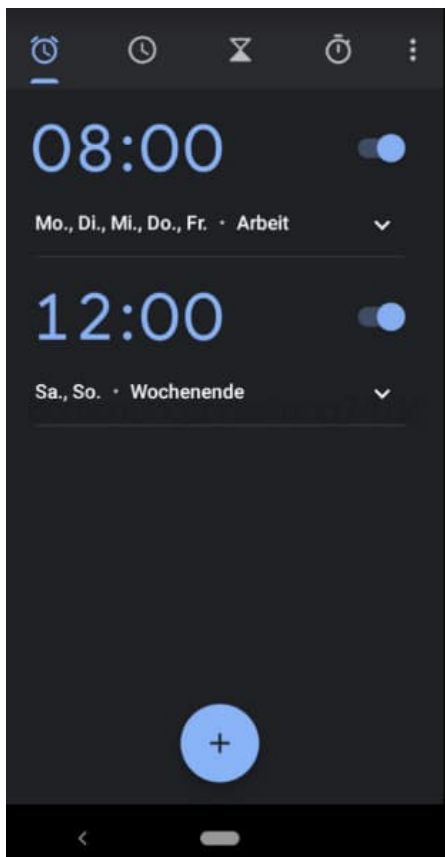 08:00
Mo., Di., Mi., Do., Fr. · Arbeit
12:00
Sa., So. · Wochenende
+